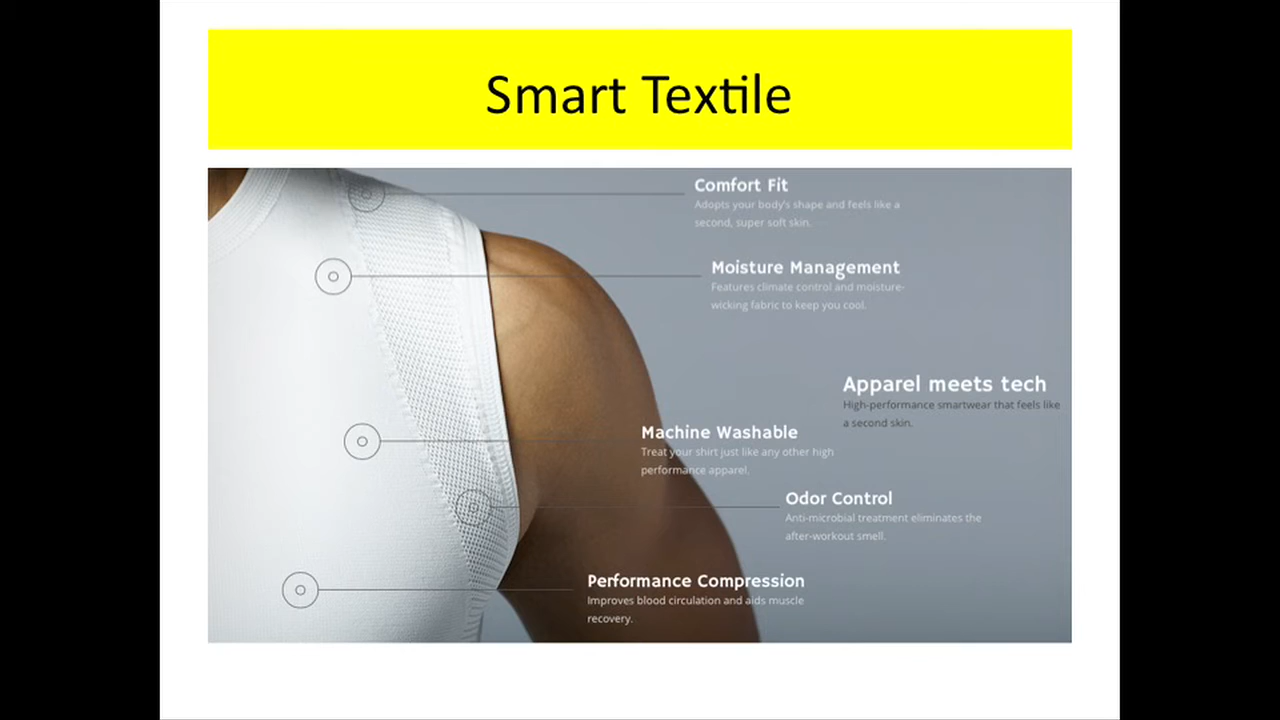 Smart Textile
Comfort Fit
Adopts your body's shape and feels like a
second, super soft skin.
Moisture Management
Features climate control and moisture-
wicking fabric to keep you cool.
Apparel meets tech
High-performance smartwear that feels like
a second skin.
Machine Washable
Treat your shirt just like any other high
performance apparel.
Odor Control
Anti-microbial treatment eliminates the
after-workout smell.
Performance Compression
Improves blood circulation and aids muscle
recovery.